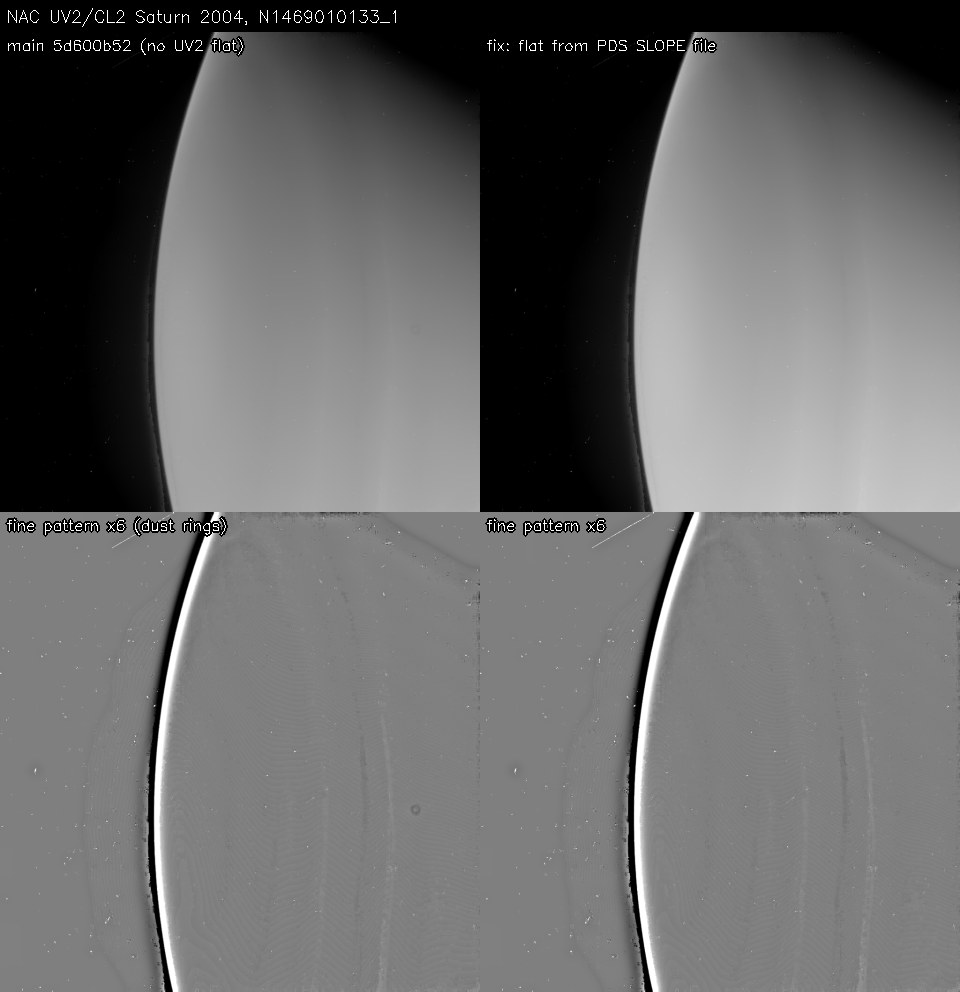 NAC UV2/CL2 Saturn 2004, N1469010133_1
main 5d600b52 (no UV2 flat)
fix: flat from PDS SLOPE file
fine pattern x6 (dust rings)
fine pattern x6